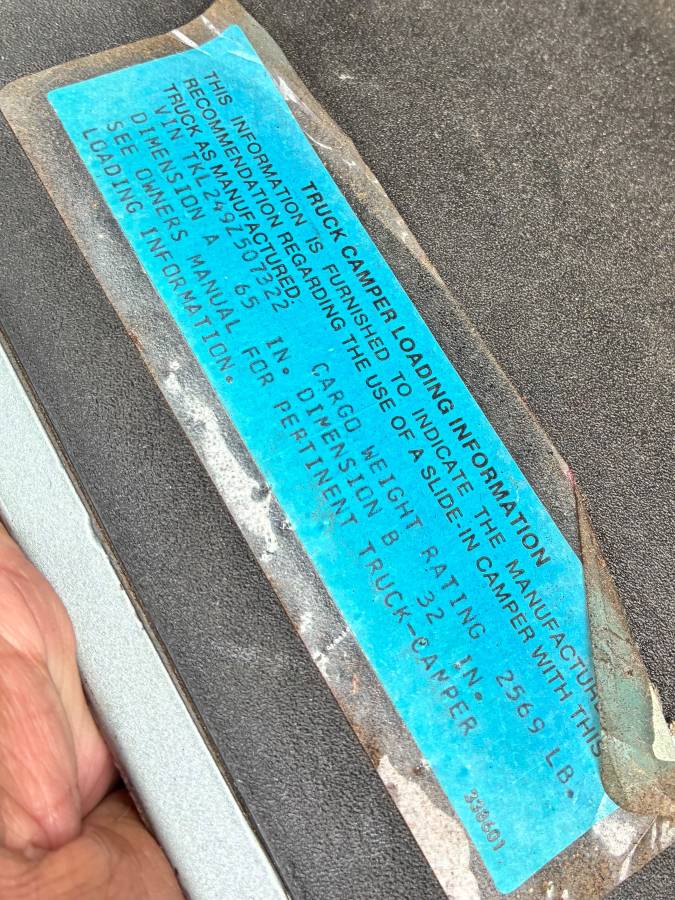 TRUCK CAMPER LOADING INFORMATION
THIS INFORMATION IS FURNISHED TO INDICATE THE MANUFACTURE
RECOMMENDATION REGARDING THE USE OF A SLIDE-IN CAMPER WITH THIS
TRUCK AS MANUFACTURED.
VIN TKL249Z507322 CARGO WEIGHT RATING 2569 LB.
DIMENSION A 65 IN. DIMENSION B 32 IN.
SEE OWNERS MANUAL FOR PERTINENT TRUCK-CAMPER
LOADING INFORMATION.
338601